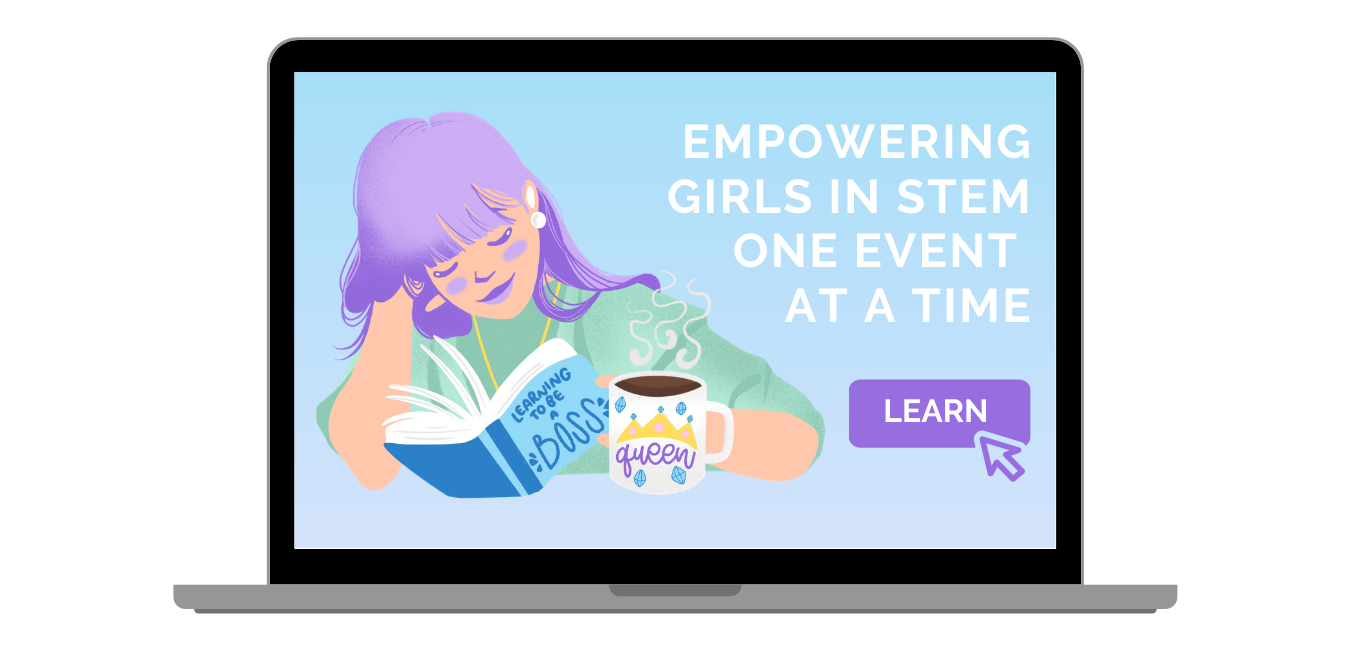 EMPOWERING
GIRLS IN STEM
ONE EVENT
AT A TIME
LEARN
LEARNING
TO BE
A
BOSS
queen